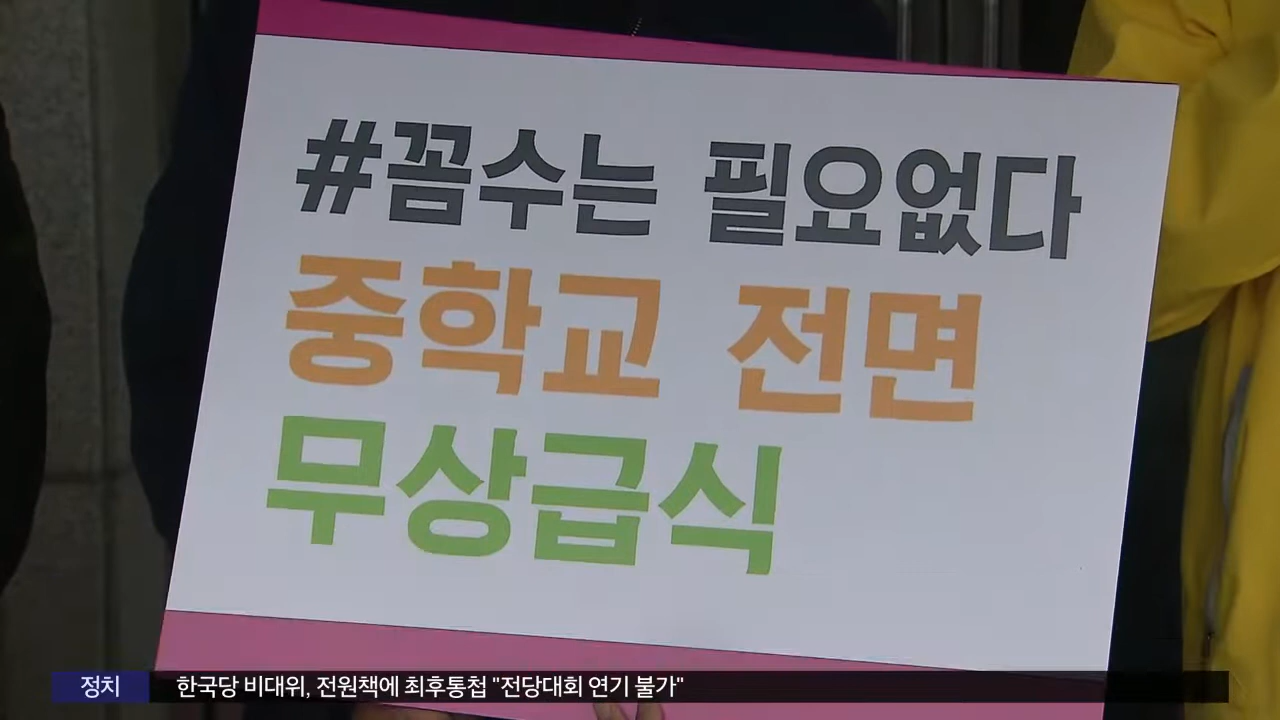 #꼼수는 필요없다
중학교 전면
무상급식
정치
한국당 비대위, 전원책에 최후통첩 "전당대회 연기 불가"